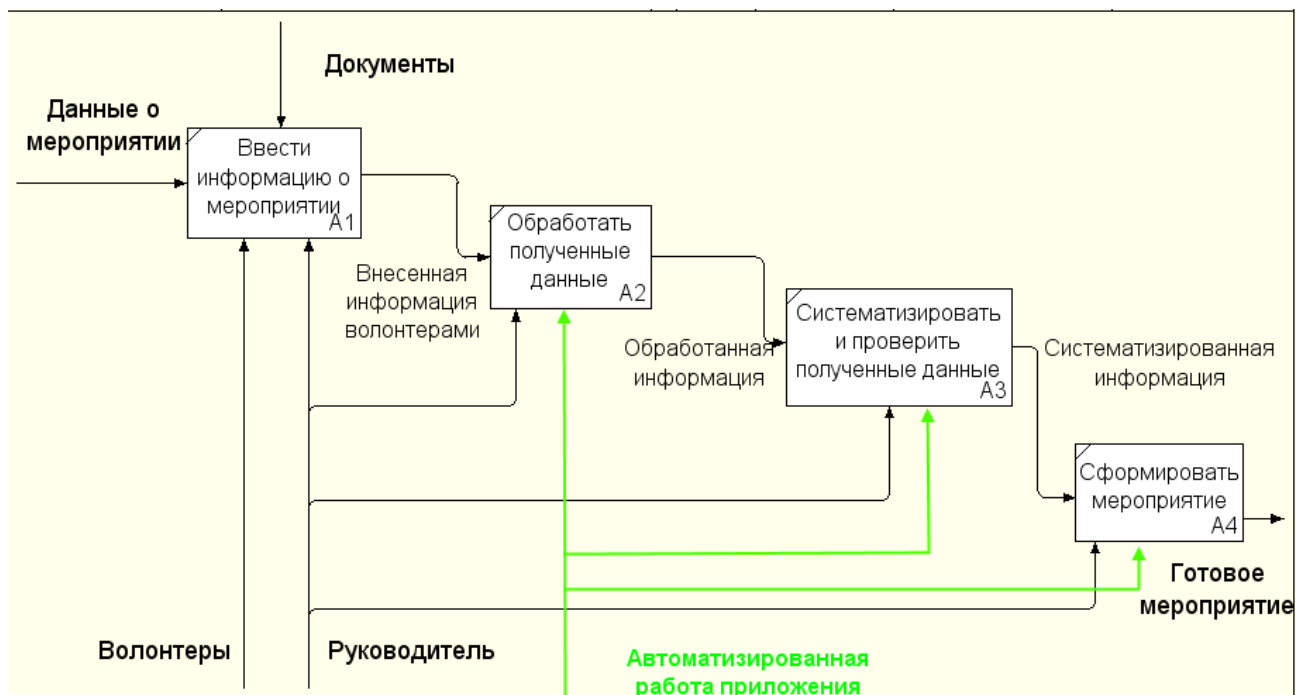 Документы
Данные о
мероприятии
Ввести
информацию о
мероприятии
A1
Обработать
полученные
данные
A2
Внесенная
информация
волонтерами
Систематизировать
и проверить
полученные данные
A3
Обработанная
информация
Систематизированная
информация
Сформировать
мероприятие
A4
Готовое
мероприятие
Волонтеры
Руководитель
Автоматизированная
работа приложения